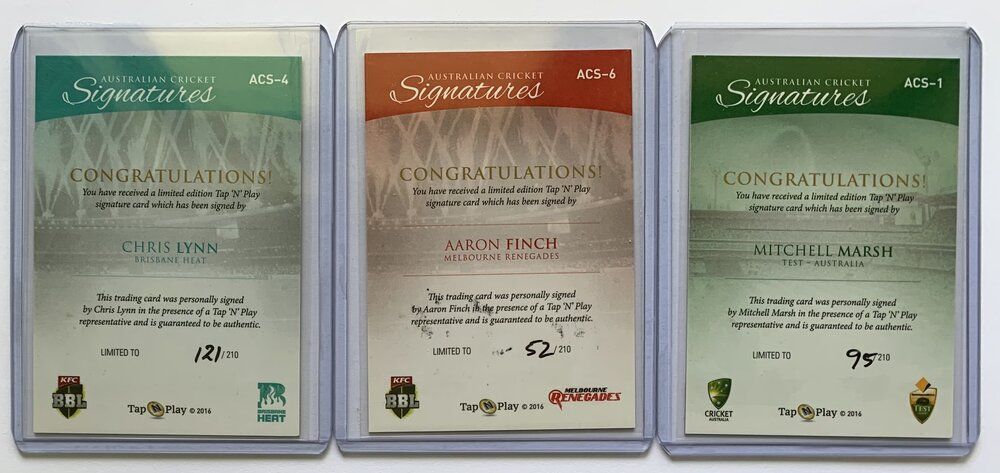 AUSTRALIAN CRICKET
Signatures
ACS-4
CONGRATULATIONS!
You have received a limited edition Tap 'N' Play
signature card which has been signed by
CHRIS LYNN
BRISBANE HEAT
This trading card was personally signed
by Chris Lynn in the presence of a Tap 'N' Play
representative and is guaranteed to be authentic.
LIMITED TO 121/210
KFC
BBL
Tap N Play © 2016
BRISBANE
HEAT
AUSTRALIAN CRICKET
Signatures
ACS-6
CONGRATULATIONS!
You have received a limited edition Tap 'N' Play
signature card which has been signed by
AARON FINCH
MELBOURNE RENEGADES
This trading card was personally signed
by Aaron Finch in the presence of a Tap 'N' Play
representative and is guaranteed to be authentic.
LIMITED TO 52/210
KFC
BBL
Tap N Play © 2016
MELBOURNE
RENEGADES
AUSTRALIAN CRICKET
Signatures
ACS-1
CONGRATULATIONS!
You have received a limited edition Tap 'N' Play
signature card which has been signed by
MITCHELL MARSH
TEST – AUSTRALIA
This trading card was personally signed
by Mitchell Marsh in the presence of a Tap 'N' Play
representative and is guaranteed to be authentic.
LIMITED TO 95/210
CRICKET
AUSTRALIA
Tap N Play © 2016
TEST